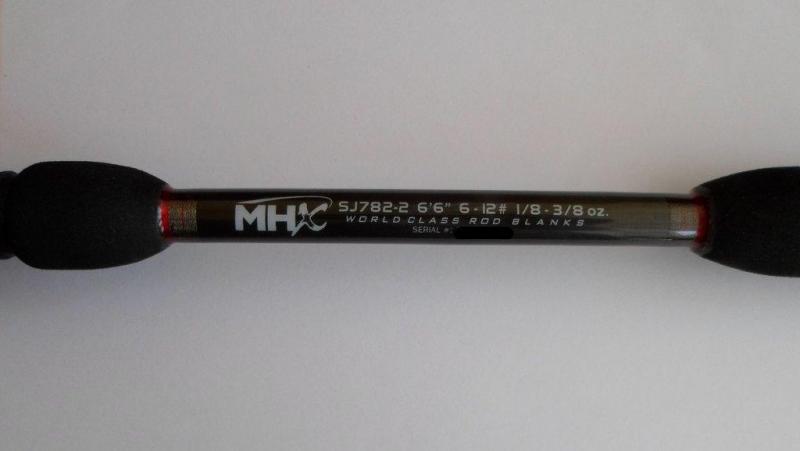 MHX SJ782-2 6'6" 6-12# 1/8-3/8 oz.
WORLD CLASS ROD BLANKS
SERIAL #: